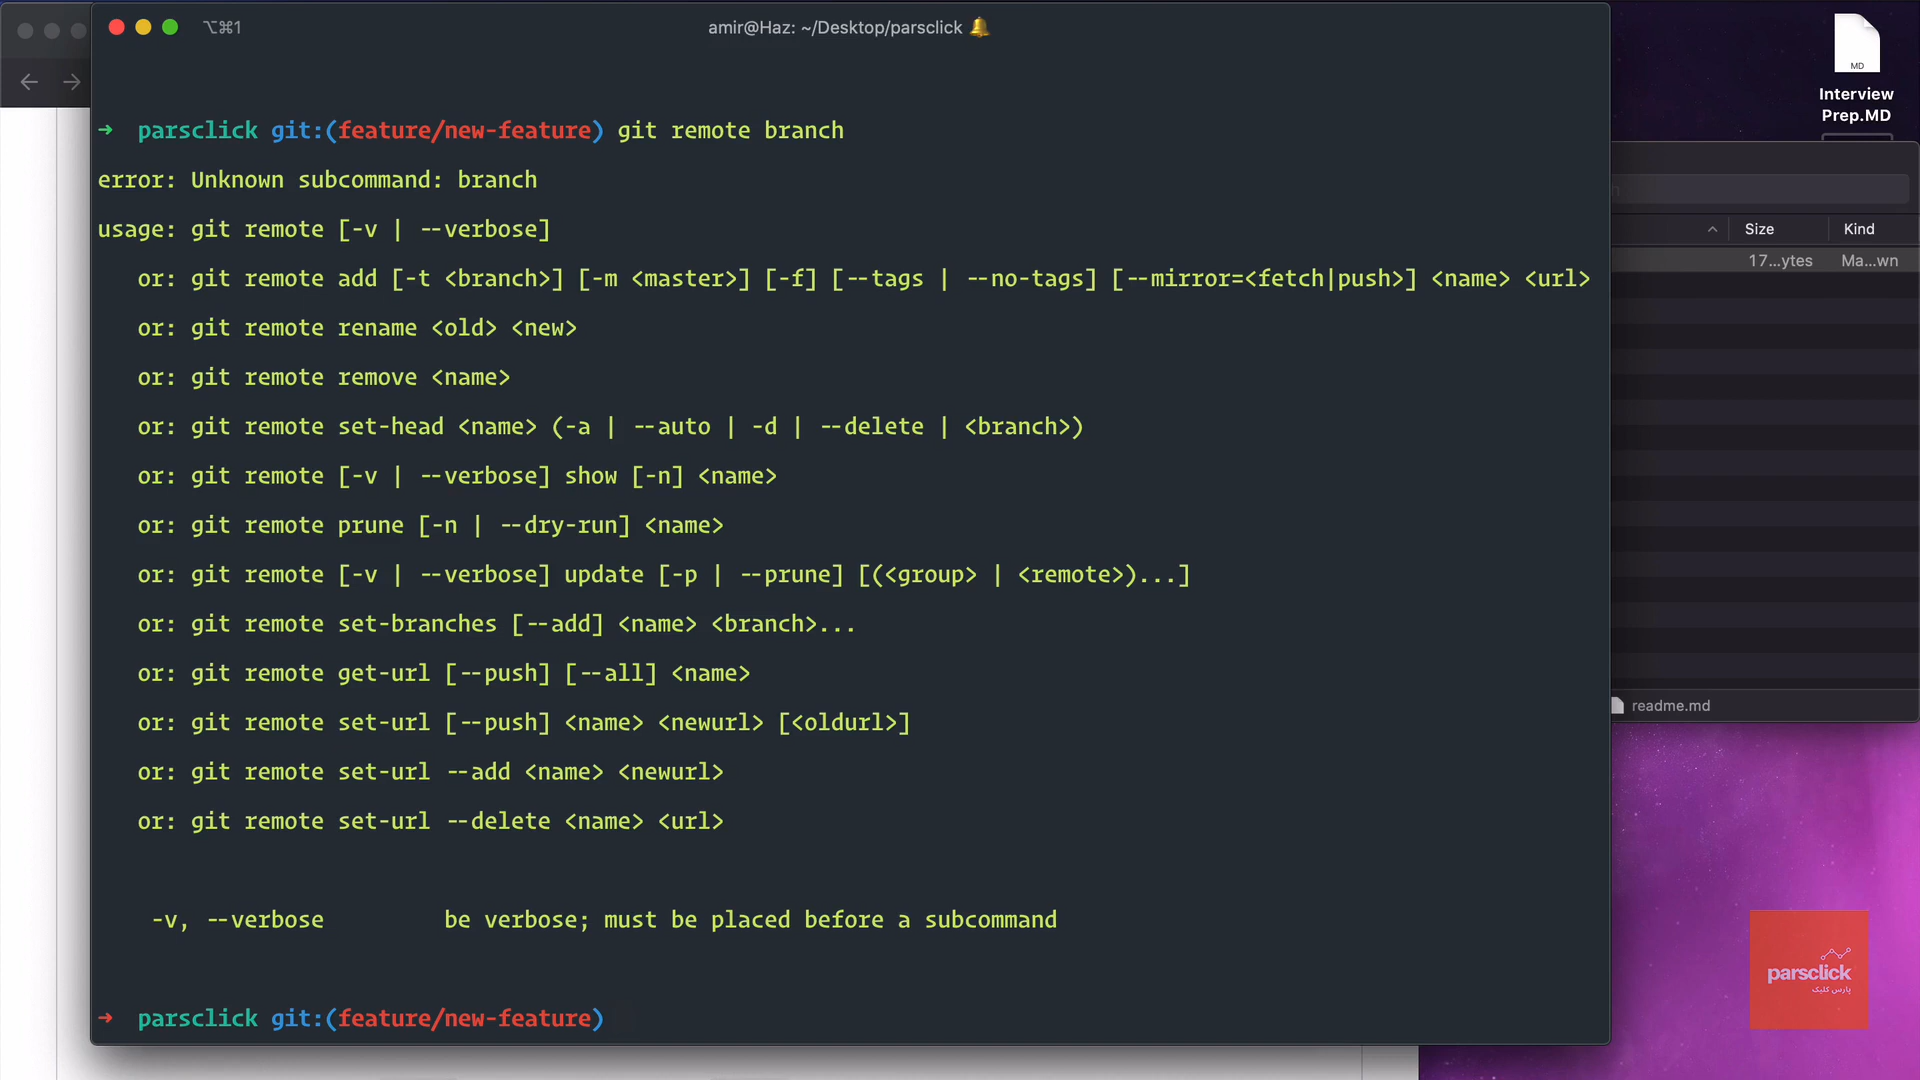 ⌥⌘1
amir@Haz: ~/Desktop/parsclick 🔔
➜ parsclick git:(feature/new-feature) git remote branch
error: Unknown subcommand: branch
usage: git remote [-v | --verbose]
or: git remote add [-t <branch>] [-m <master>] [-f] [--tags | --no-tags] [--mirror=<fetch|push>] <name> <url>
or: git remote rename <old> <new>
or: git remote remove <name>
or: git remote set-head <name> (-a | --auto | -d | --delete | <branch>)
or: git remote [-v | --verbose] show [-n] <name>
or: git remote prune [-n | --dry-run] <name>
or: git remote [-v | --verbose] update [-p | --prune] [(<group> | <remote>)...]
or: git remote set-branches [--add] <name> <branch>...
or: git remote get-url [--push] [--all] <name>
or: git remote set-url [--push] <name> <newurl> [<oldurl>]
or: git remote set-url --add <name> <newurl>
or: git remote set-url --delete <name> <url>
-v, --verbose be verbose; must be placed before a subcommand
➜ parsclick git:(feature/new-feature)
MD
Interview
Prep.MD
Size Kind
17...ytes Ma...wn
readme.md
parsclick
پارس کلیک